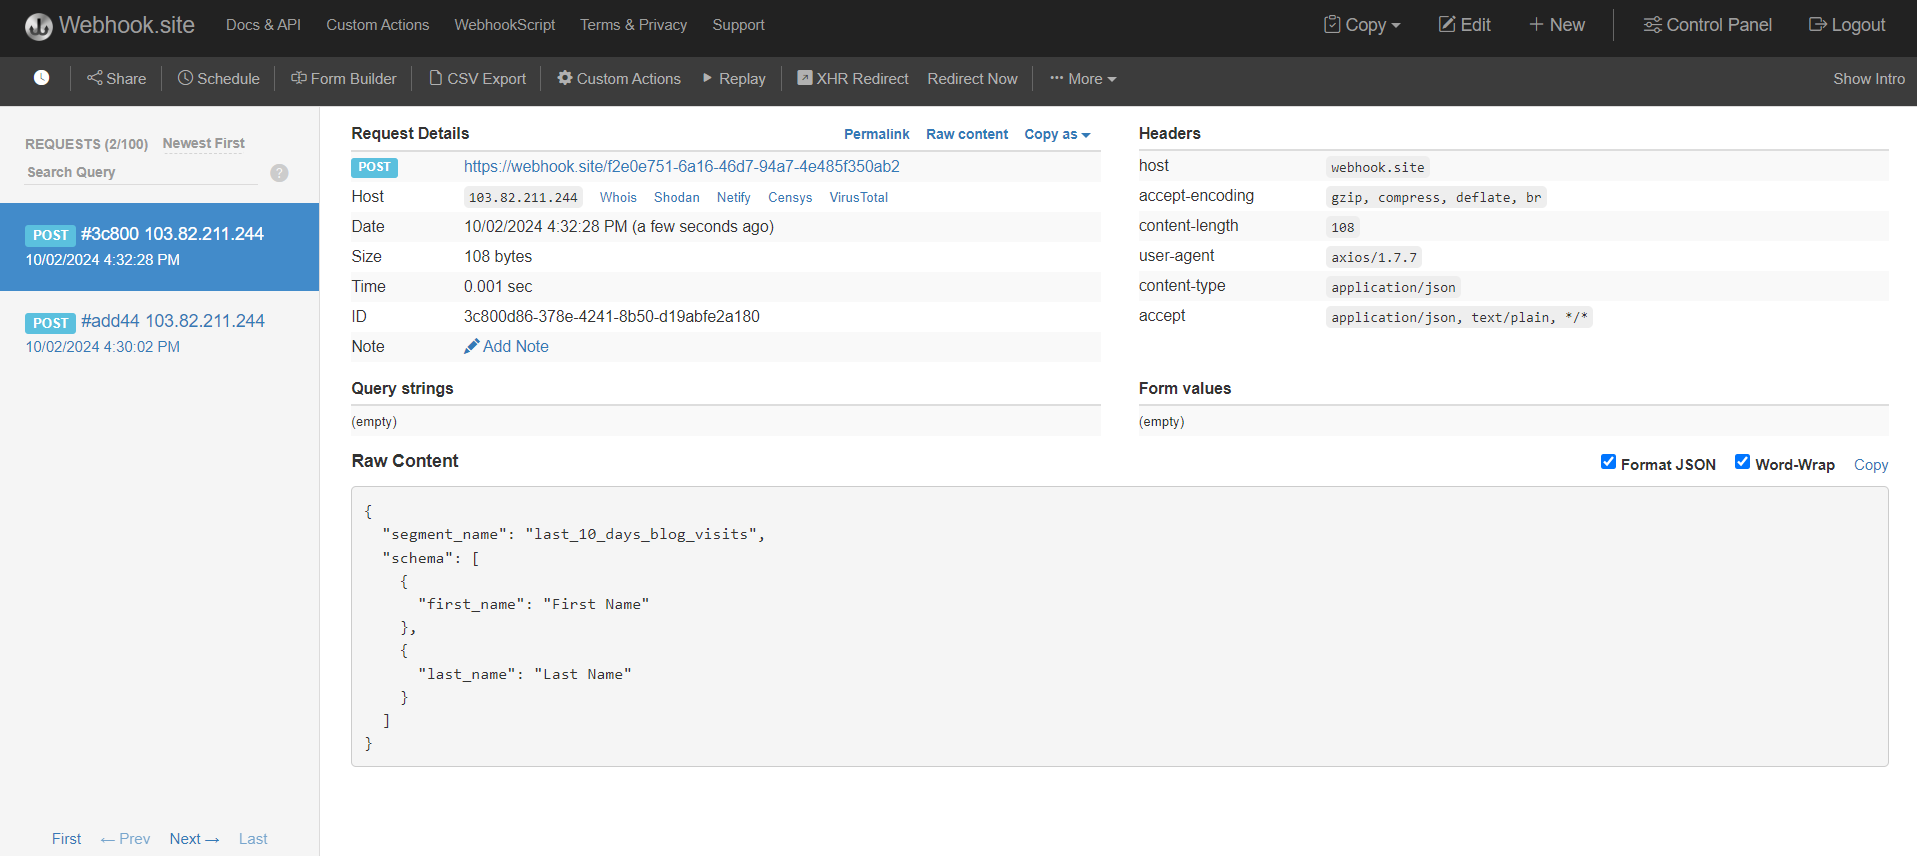 Webhook.site Docs & API Custom Actions WebhookScript Terms & Privacy Support Copy Edit New Control Panel Logout
Share Schedule Form Builder CSV Export Custom Actions Replay XHR Redirect Redirect Now ··· More Show Intro
REQUESTS (2/100) Newest First
Search Query ?
POST #3c800 103.82.211.244
10/02/2024 4:32:28 PM
POST #add44 103.82.211.244
10/02/2024 4:30:02 PM
First ← Prev Next → Last
Request Details Permalink Raw content Copy as
POST https://webhook.site/f2e0e751-6a16-46d7-94a7-4e485f350ab2
Host 103.82.211.244 Whois Shodan Netify Censys VirusTotal
Date 10/02/2024 4:32:28 PM (a few seconds ago)
Size 108 bytes
Time 0.001 sec
ID 3c800d86-378e-4241-8b50-d19abfe2a180
Note Add Note
Headers
host webhook.site
accept-encoding gzip, compress, deflate, br
content-length 108
user-agent axios/1.7.7
content-type application/json
accept application/json, text/plain, */*
Query strings
(empty)
Form values
(empty)
Raw Content Format JSON Word-Wrap Copy
{
"segment_name": "last_10_days_blog_visits",
"schema": [
{
"first_name": "First Name"
},
{
"last_name": "Last Name"
}
]
}